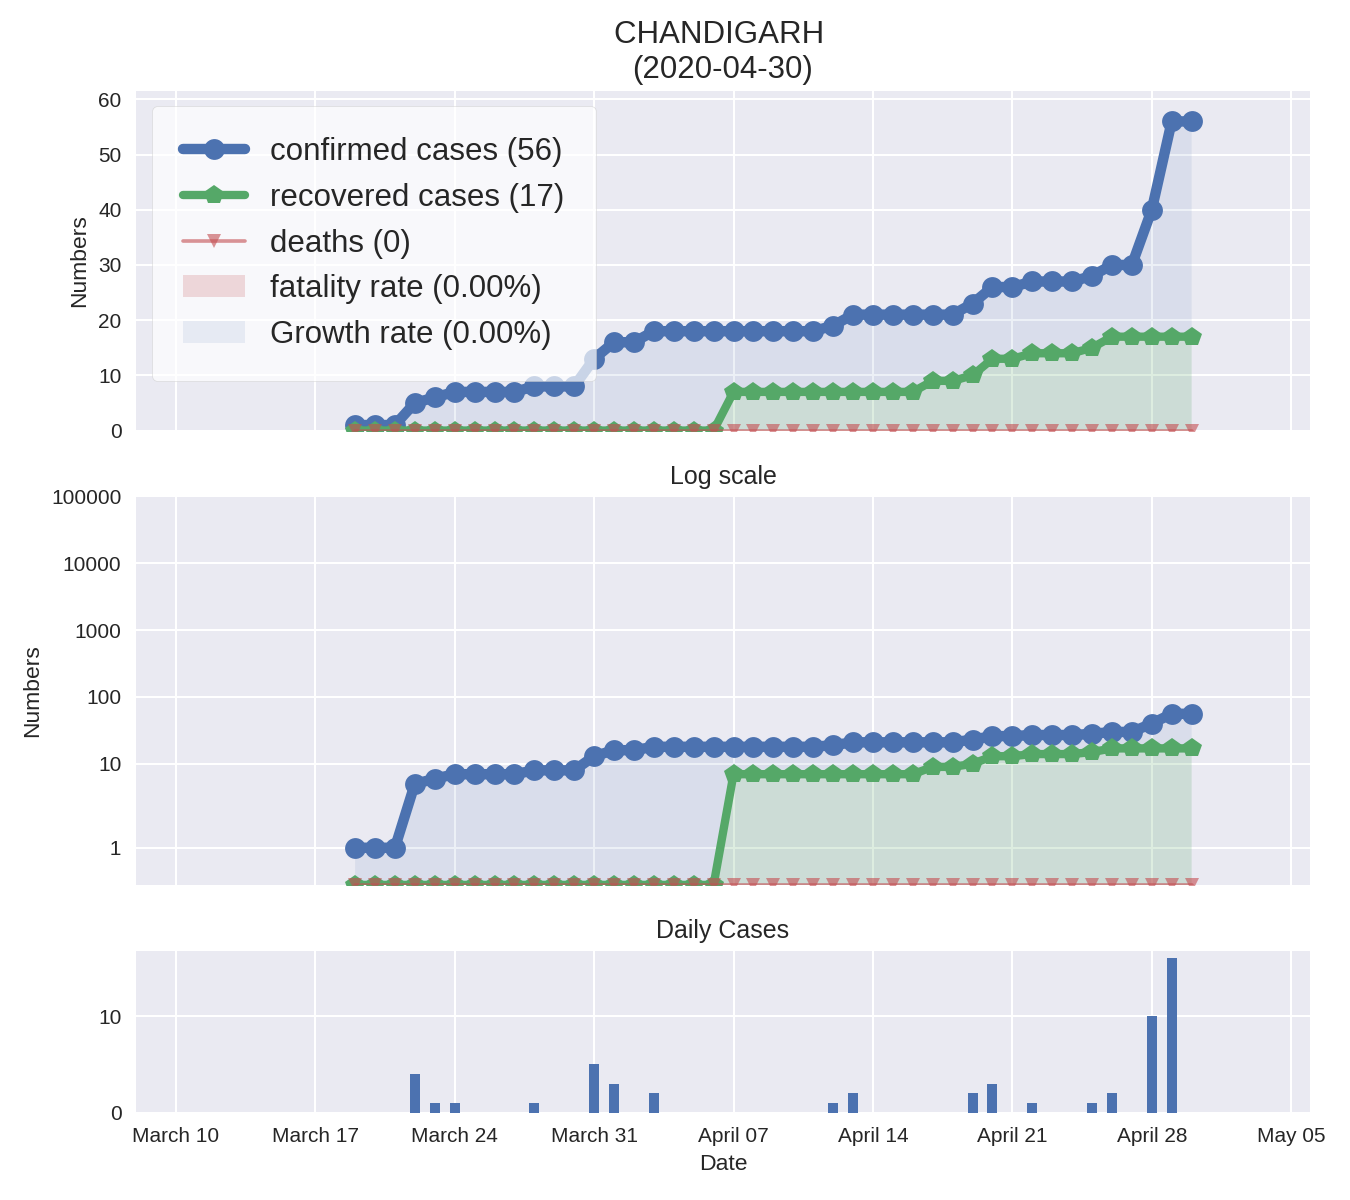 CHANDIGARH
(2020-04-30)
60
50
40
30
20
10
0
Numbers
confirmed cases (56)
recovered cases (17)
deaths (0)
fatality rate (0.00%)
Growth rate (0.00%)
Log scale
100000
10000
1000
100
10
1
Numbers
Daily Cases
10
0
March 10 March 17 March 24 March 31 April 07 April 14 April 21 April 28 May 05
Date